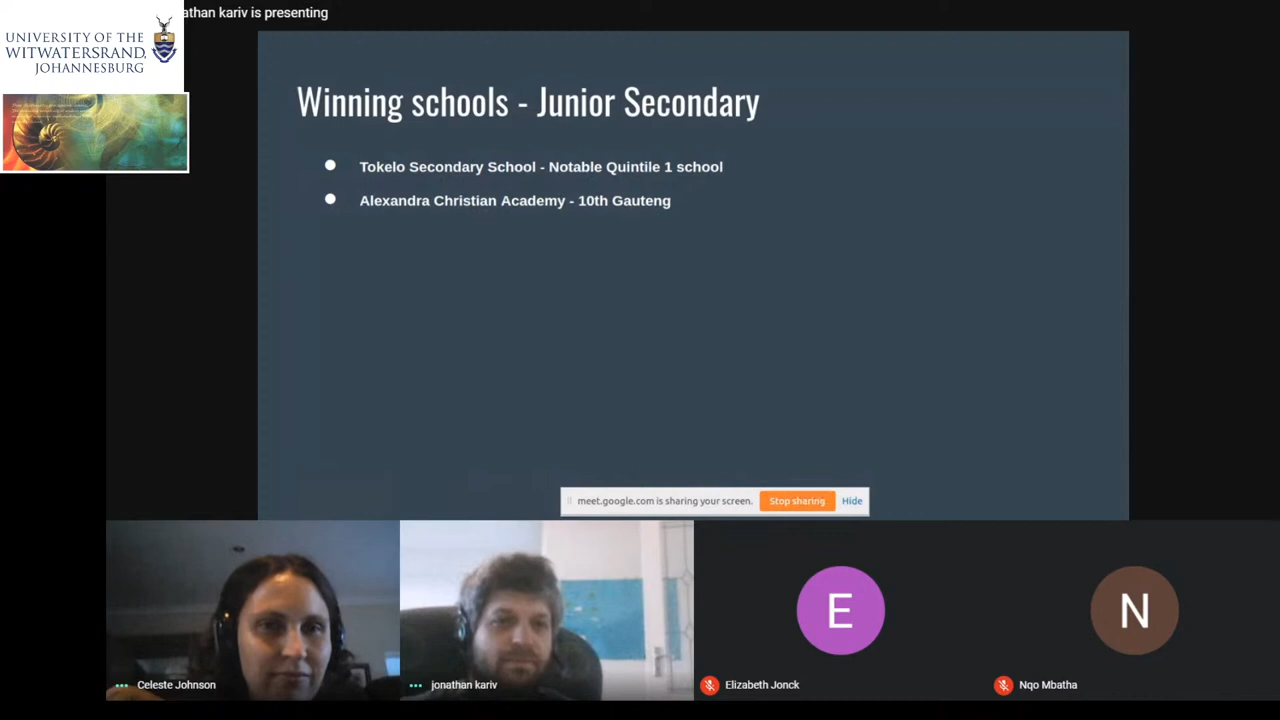 athan kariv is presenting
UNIVERSITY OF THE
WITWATERSRAND,
JOHANNESBURG
Winning schools - Junior Secondary
Tokelo Secondary School - Notable Quintile 1 school
Alexandra Christian Academy - 10th Gauteng
meet.google.com is sharing your screen.
Stop sharing
Hide
E
N
Celeste Johnson
jonathan kariv
Elizabeth Jonck
Nqo Mbatha